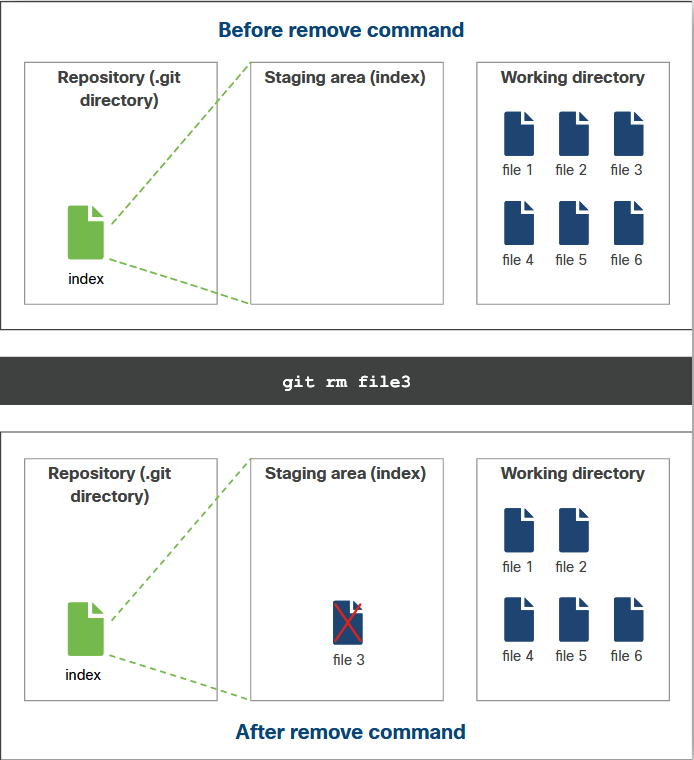 Before remove command
Repository (.git
directory)
index
Staging area (index)
Working directory
file 1 file 2 file 3
file 4 file 5 file 6
git rm file3
Repository (.git
directory)
index
Staging area (index)
file 3
Working directory
file 1 file 2
file 4 file 5 file 6
After remove command